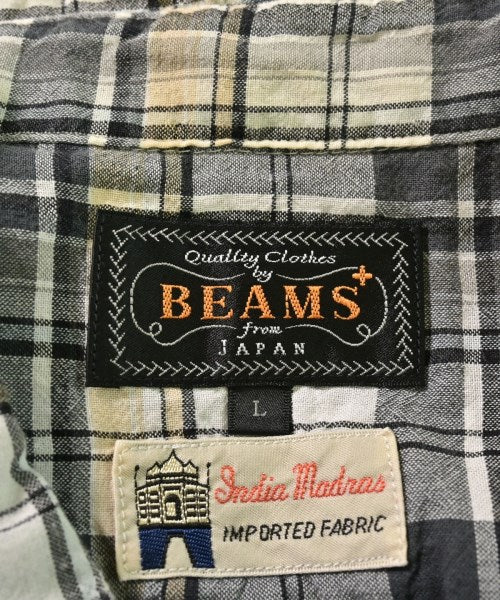 Quality Clothes
by
BEAMS+
from
JAPAN
L
India Madras
IMPORTED FABRIC